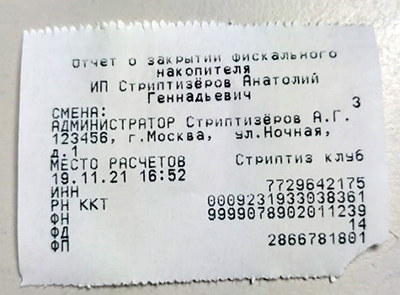 Отчет о закрытии фискального
накопителя
ИП Стриптизёров Анатолий
Геннадьевич
СМЕНА: 3
АДМИНИСТРАТОР Стриптизёров А.Г.
123456, г.Москва, ул.Ночная,
д.1
МЕСТО РАСЧЕТОВ Стриптиз клуб
19.11.21 16:52
ИНН 7729642175
РН ККТ 0009231933038361
ФН 9999078902011239
ФД 14
ФП 2866781801